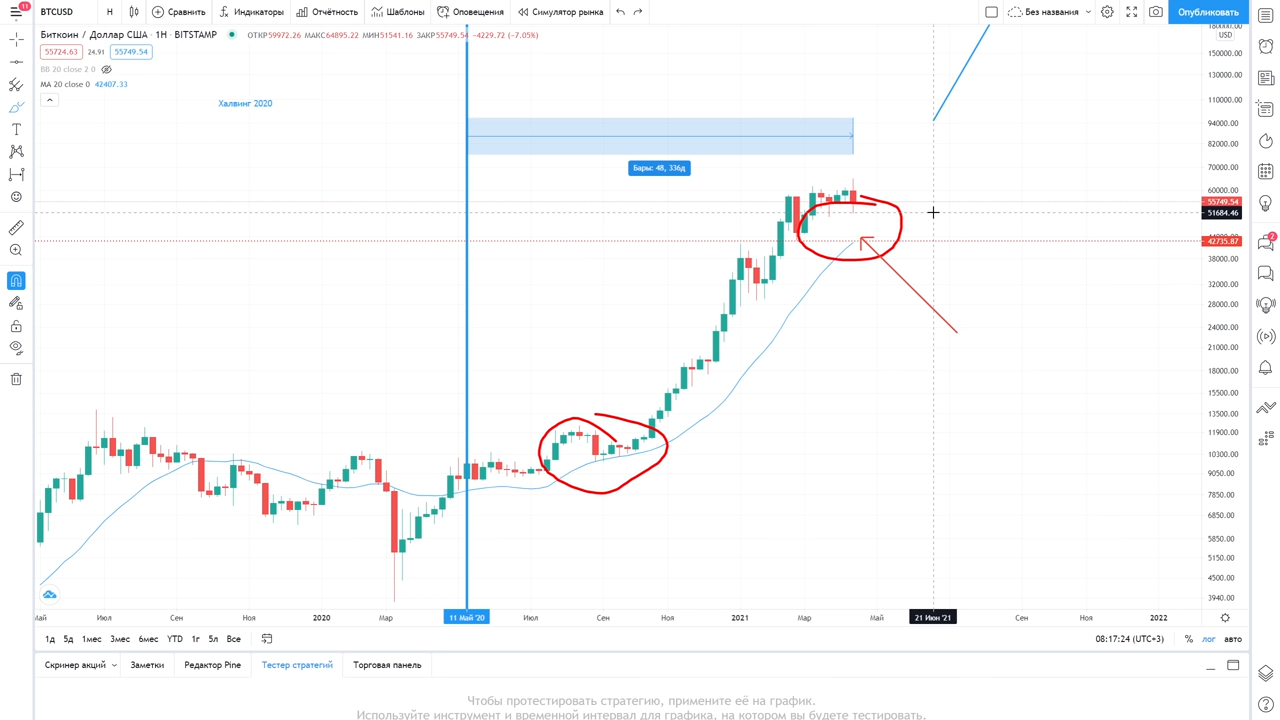 11
BTCUSD
Н
Сравнить
Индикаторы
Отчётность
Шаблоны
Оповещения
Симулятор рынка
Без названия
Опубликовать
Биткоин / Доллар США · 1Н · BITSTAMP
ОТКР59972.26 МАКС64895.22 МИН51541.16 ЗАКР55749.54 −4229.72 (−7.05%)
55724.63 24.91 55749.54
BB 20 close 2 0
MA 20 close 0 42407.33
Халвинг 2020
Бары: 48, 336д
180000.00
USD
150000.00
130000.00
110000.00
94000.00
82000.00
70000.00
60000.00
55749.54
51684.46
42735.87
38000.00
32000.00
28000.00
24000.00
21000.00
18000.00
15500.00
13500.00
11900.00
10300.00
9050.00
7850.00
6850.00
5850.00
5150.00
4500.00
3940.00
2
Май Июл Сен Ноя 2020 Мар 11 Май '20 Июл Сен Ноя 2021 Мар Май 21 Июн '21 Сен Ноя 2022
1д 5д 1мес 3мес 6мес YTD 1г 5л Все
08:17:24 (UTC+3) % лог авто
Скринер акций Заметки Редактор Pine Тестер стратегий Торговая панель
Чтобы протестировать стратегию, примените её на график.
Используйте инструмент и временной интервал для графика, на котором вы будете тестировать.